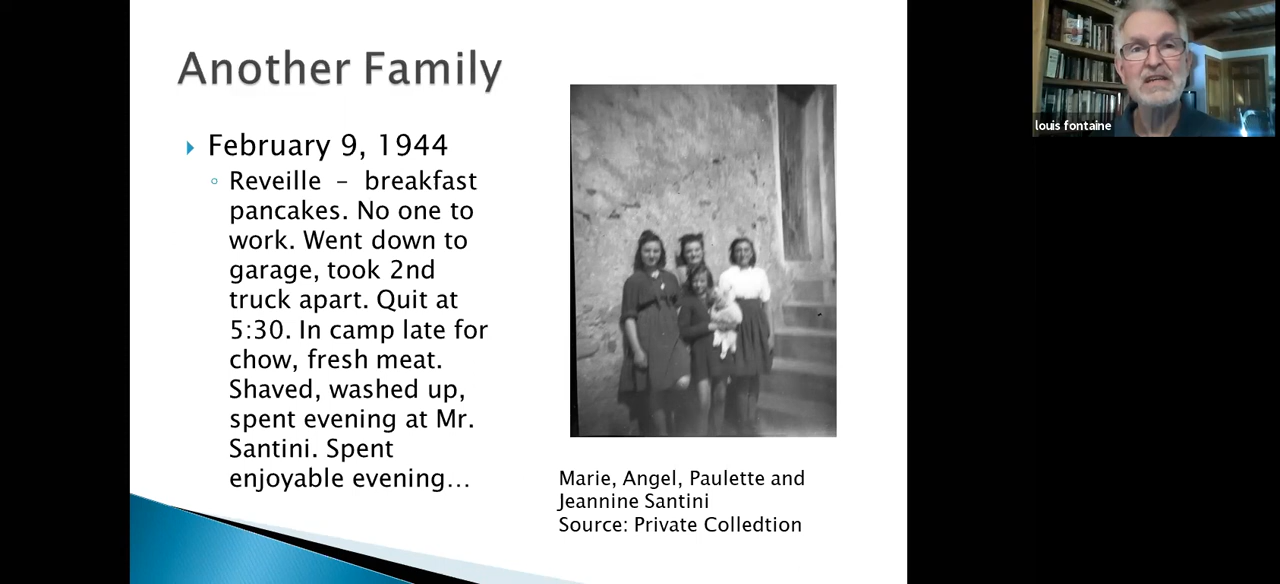 Another Family
February 9, 1944
Reveille – breakfast
pancakes. No one to
work. Went down to
garage, took 2nd
truck apart. Quit at
5:30. In camp late for
chow, fresh meat.
Shaved, washed up,
spent evening at Mr.
Santini. Spent
enjoyable evening…
Marie, Angel, Paulette and
Jeannine Santini
Source: Private Colledtion
louis fontaine